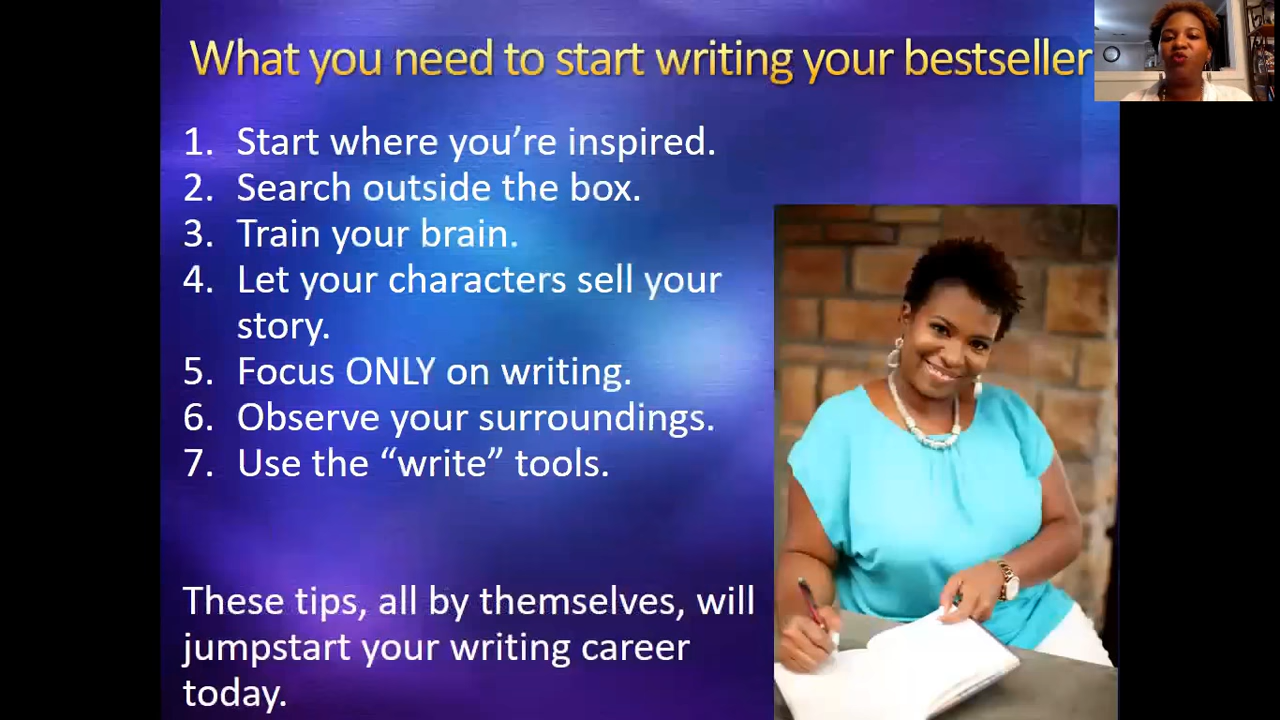 What you need to start writing your bestseller
1. Start where you’re inspired.
2. Search outside the box.
3. Train your brain.
4. Let your characters sell your
story.
5. Focus ONLY on writing.
6. Observe your surroundings.
7. Use the “write” tools.
These tips, all by themselves, will
jumpstart your writing career
today.